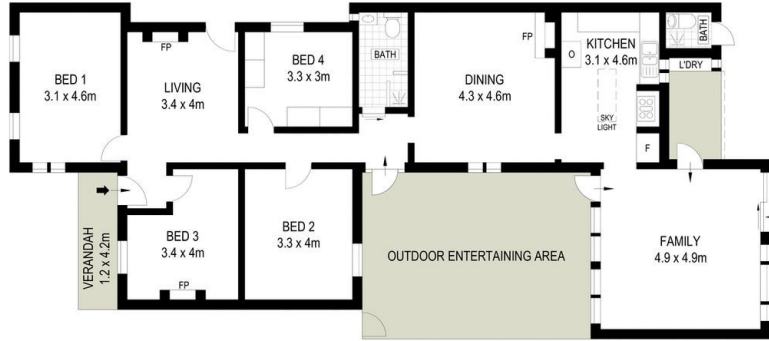 BED 1
3.1 x 4.6m
FP
LIVING
3.4 x 4m
BED 4
3.3 x 3m
BATH
DINING
4.3 x 4.6m
FP
KITCHEN
3.1 x 4.6m
SKY
LIGHT
F
BATH
L'DRY
VERANDAH
1.2 x 4.2m
BED 3
3.4 x 4m
FP
BED 2
3.3 x 4m
OUTDOOR ENTERTAINING AREA
FAMILY
4.9 x 4.9m